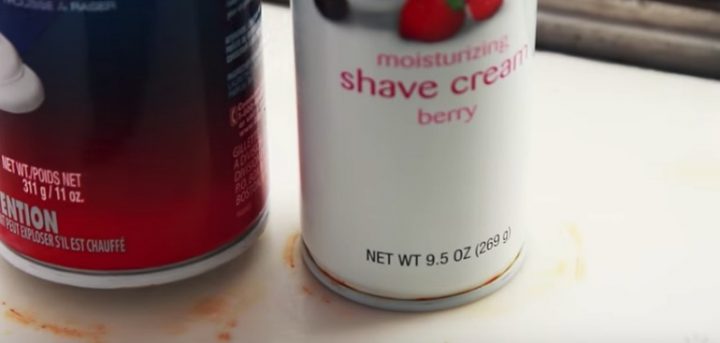 MOUSSE À RASER
NET WT./POIDS NET
311 g/11 oz.
ENTION
PEUT EXPLOSER S'IL EST CHAUFFÉ
moisturizing
shave cream
berry
NET WT 9.5 OZ (269 g)